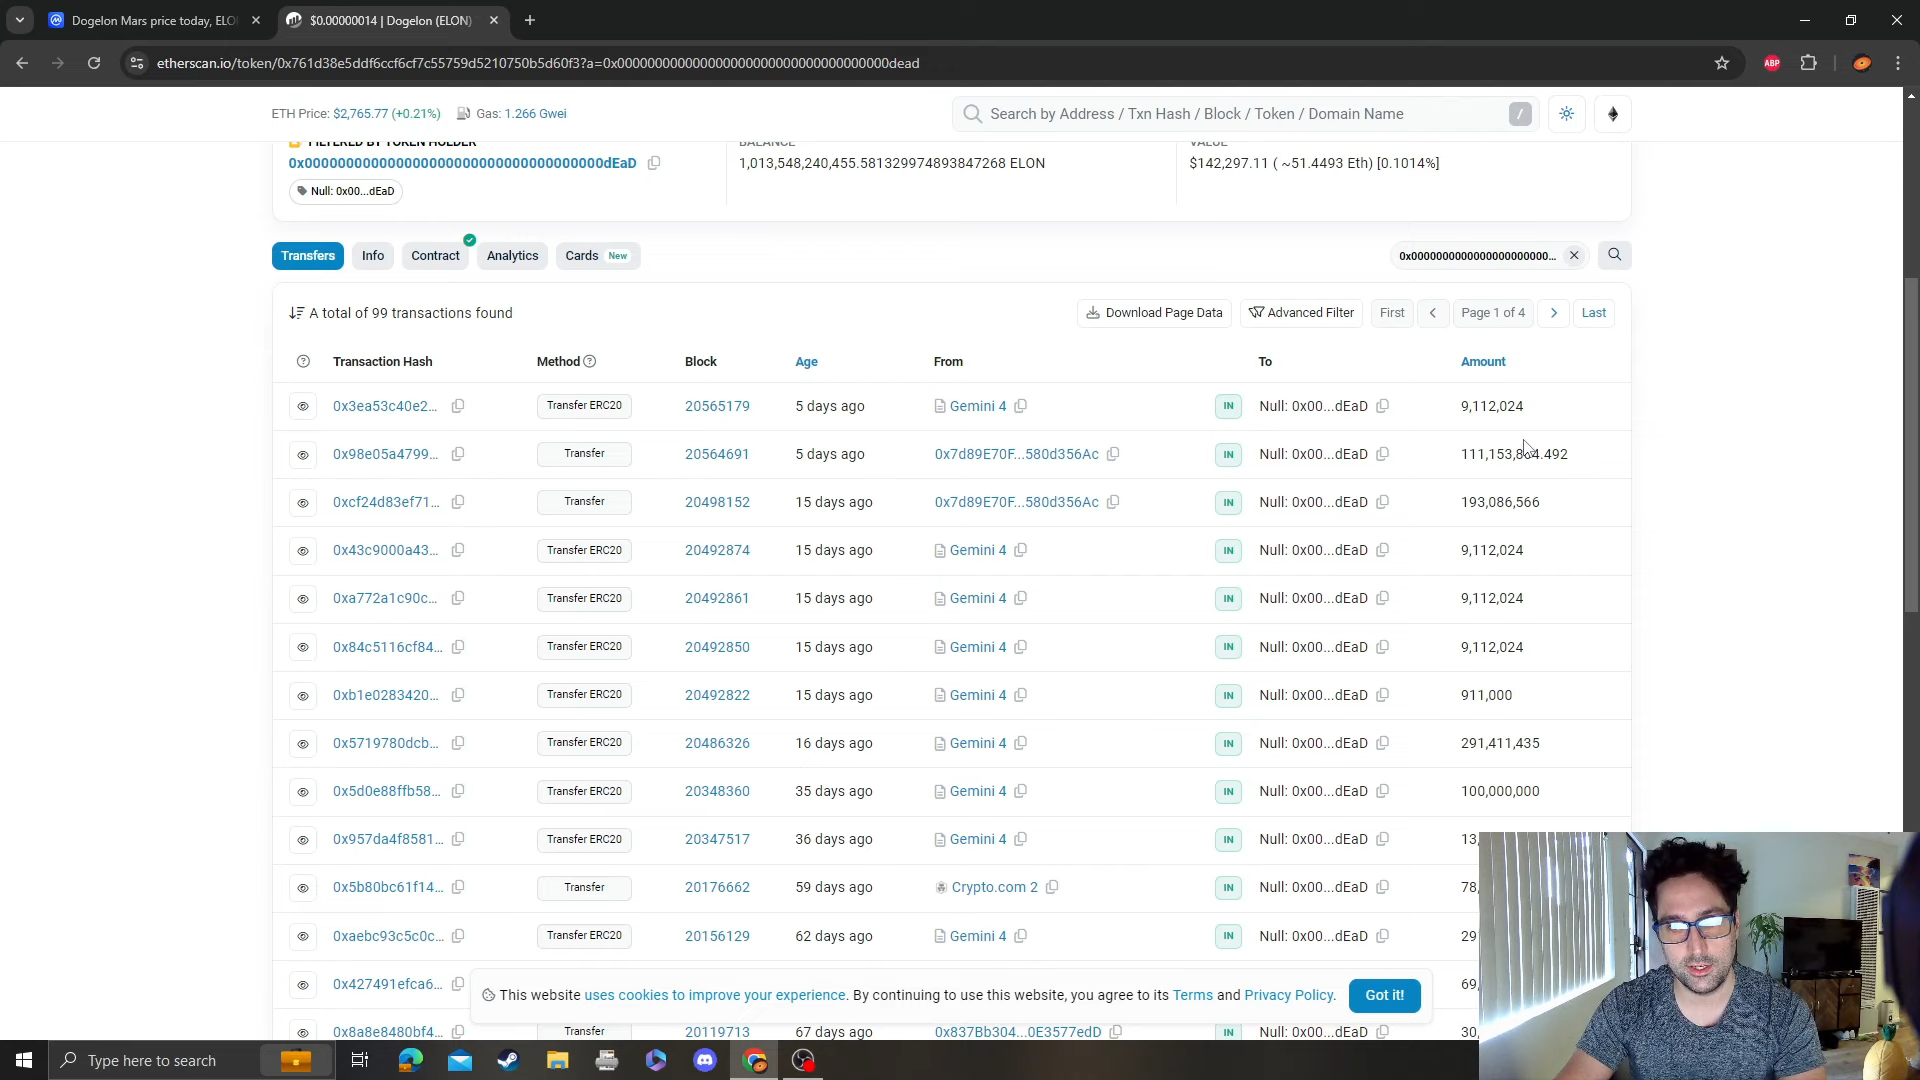 Dogelon Mars price today, ELO
$0.00000014 | Dogelon (ELON)
etherscan.io/token/0x761d38e5ddf6ccf6cf7c55759d5210750b5d60f3?a=0x000000000000000000000000000000000000dead
ABP
ETH Price: $2,765.77 (+0.21%) Gas: 1.266 Gwei
Search by Address / Txn Hash / Block / Token / Domain Name /
FILTERED BY TOKEN HOLDER BALANCE VALUE
0x000000000000000000000000000000000000dEaD 1,013,548,240,455.581329974893847268 ELON $142,297.11 ( ~51.4493 Eth) [0.1014%]
Null: 0x00...dEaD
Transfers Info Contract Analytics Cards New 0x0000000000000000000000...
A total of 99 transactions found Download Page Data Advanced Filter First Page 1 of 4 Last
Transaction Hash Method Block Age From To Amount
0x3ea53c40e2... Transfer ERC20 20565179 5 days ago Gemini 4 IN Null: 0x00...dEaD 9,112,024
0x98e05a4799... Transfer 20564691 5 days ago 0x7d89E70F...580d356Ac IN Null: 0x00...dEaD
0xcf24d83ef71... Transfer 20498152 15 days ago 0x7d89E70F...580d356Ac IN Null: 0x00...dEaD 193,086,566
0x43c9000a43... Transfer ERC20 20492874 15 days ago Gemini 4 IN Null: 0x00...dEaD 9,112,024
0xa772a1c90c... Transfer ERC20 20492861 15 days ago Gemini 4 IN Null: 0x00...dEaD 9,112,024
0x84c5116cf84... Transfer ERC20 20492850 15 days ago Gemini 4 IN Null: 0x00...dEaD 9,112,024
0xb1e0283420... Transfer ERC20 20492822 15 days ago Gemini 4 IN Null: 0x00...dEaD 911,000
0x5719780dcb... Transfer ERC20 20486326 16 days ago Gemini 4 IN Null: 0x00...dEaD 291,411,435
0x5d0e88ffb58... Transfer ERC20 20348360 35 days ago Gemini 4 IN Null: 0x00...dEaD 100,000,000
0x957da4f8581... Transfer ERC20 20347517 36 days ago Gemini 4 IN Null: 0x00...dEaD 13,
0x5b80bc61f14... Transfer 20176662 59 days ago Crypto.com 2 IN Null: 0x00...dEaD 78,
0xaebc93c5c0c... Transfer ERC20 20156129 62 days ago Gemini 4 IN Null: 0x00...dEaD 29
0x427491efca6... 69,
This website uses cookies to improve your experience. By continuing to use this website, you agree to its Terms and Privacy Policy. Got it!
0x8a8e8480bf4... Transfer 20119713 67 days ago 0x837Bb304...0E3577edD IN Null: 0x00...dEaD 30,
Type here to search